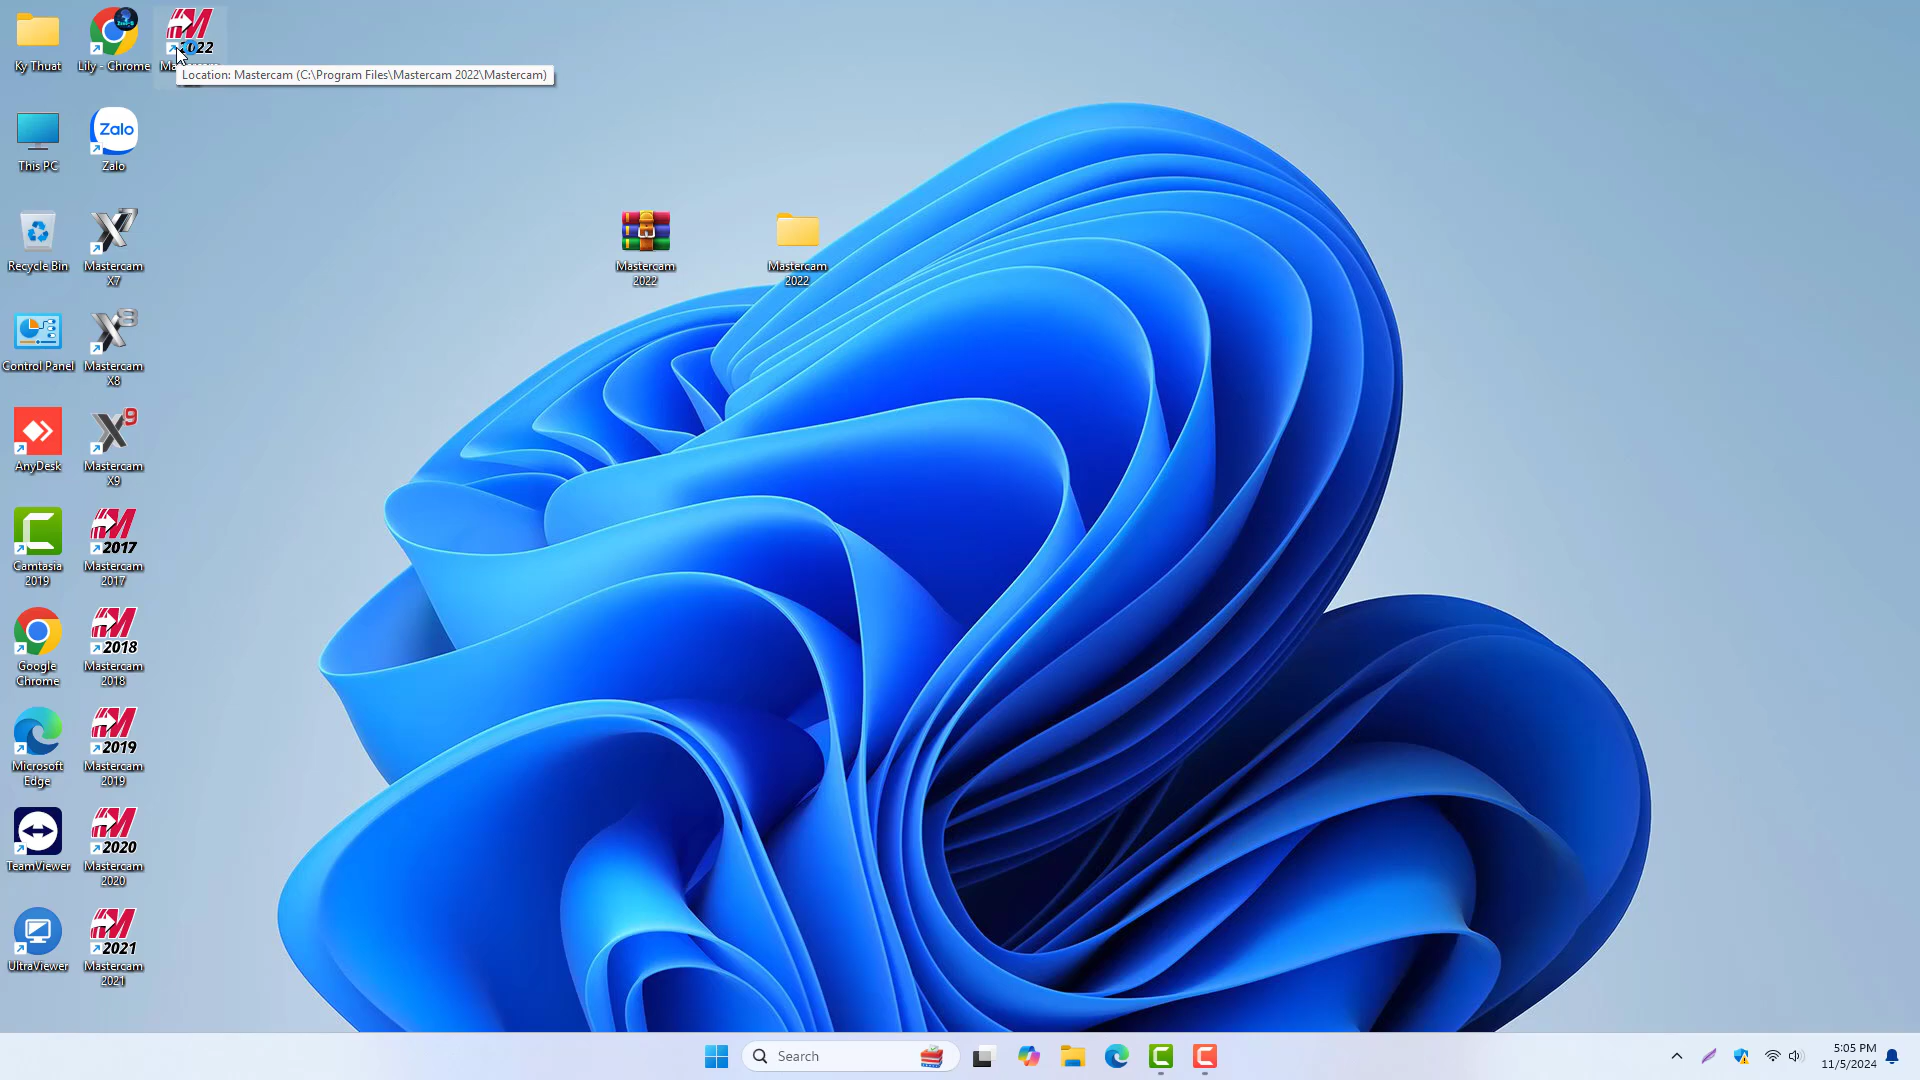 Ky Thuat
Lily - Chrome
2022
Location: Mastercam (C:\Program Files\Mastercam 2022\Mastercam)
This PC
Zalo
Zalo
Recycle Bin
Mastercam
X7
Mastercam
2022
Mastercam
2022
Control Panel
Mastercam
X8
AnyDesk
9
Mastercam
X9
Camtasia
2019
2017
Mastercam
2017
Google
Chrome
2018
Mastercam
2018
Microsoft
Edge
2019
Mastercam
2019
TeamViewer
2020
Mastercam
2020
UltraViewer
2021
Mastercam
2021
Search
5:05 PM
11/5/2024